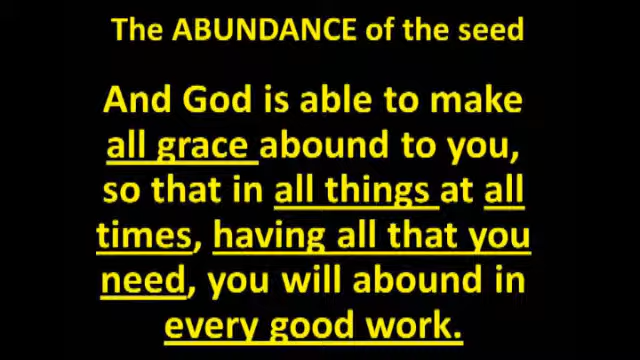 The ABUNDANCE of the seed
And God is able to make
all grace abound to you,
so that in all things at all
times, having all that you
need, you will abound in
every good work.